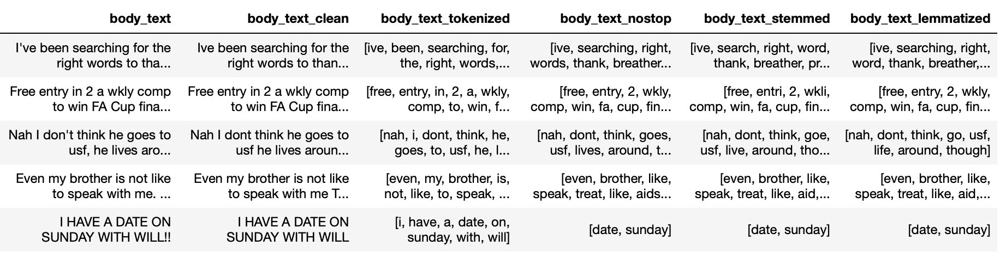 body_text body_text_clean body_text_tokenized body_text_nostop body_text_stemmed body_text_lemmatized
I've been searching for the Ive been searching for the [ive, been, searching, for, [ive, searching, right, [ive, search, right, word, [ive, searching, right,
right words to tha... right words to than... the, right, words,... words, thank, breather... thank, breather, pr... word, thank, breather,...
Free entry in 2 a wkly comp Free entry in 2 a wkly comp [free, entry, in, 2, a, wkly, [free, entry, 2, wkly, [free, entri, 2, wkli, [free, entry, 2, wkly,
to win FA Cup fina... to win FA Cup fina... comp, to, win, f... comp, win, fa, cup, fin... comp, win, fa, cup, fin... comp, win, fa, cup, fin...
Nah I don't think he goes to Nah I dont think he goes to [nah, i, dont, think, he, [nah, dont, think, goes, [nah, dont, think, goe, [nah, dont, think, go, usf,
usf, he lives aro... usf he lives aroun... goes, to, usf, he, l... usf, lives, around, t... usf, live, around, tho... life, around, though]
Even my brother is not like Even my brother is not like [even, my, brother, is, [even, brother, like, [even, brother, like, [even, brother, like,
to speak with me. ... to speak with me T... not, like, to, speak, ... speak, treat, like, aids... speak, treat, like, aid,... speak, treat, like, aid,...
I HAVE A DATE ON I HAVE A DATE ON [i, have, a, date, on, [date, sunday] [date, sunday] [date, sunday]
SUNDAY WITH WILL!! SUNDAY WITH WILL sunday, with, will]